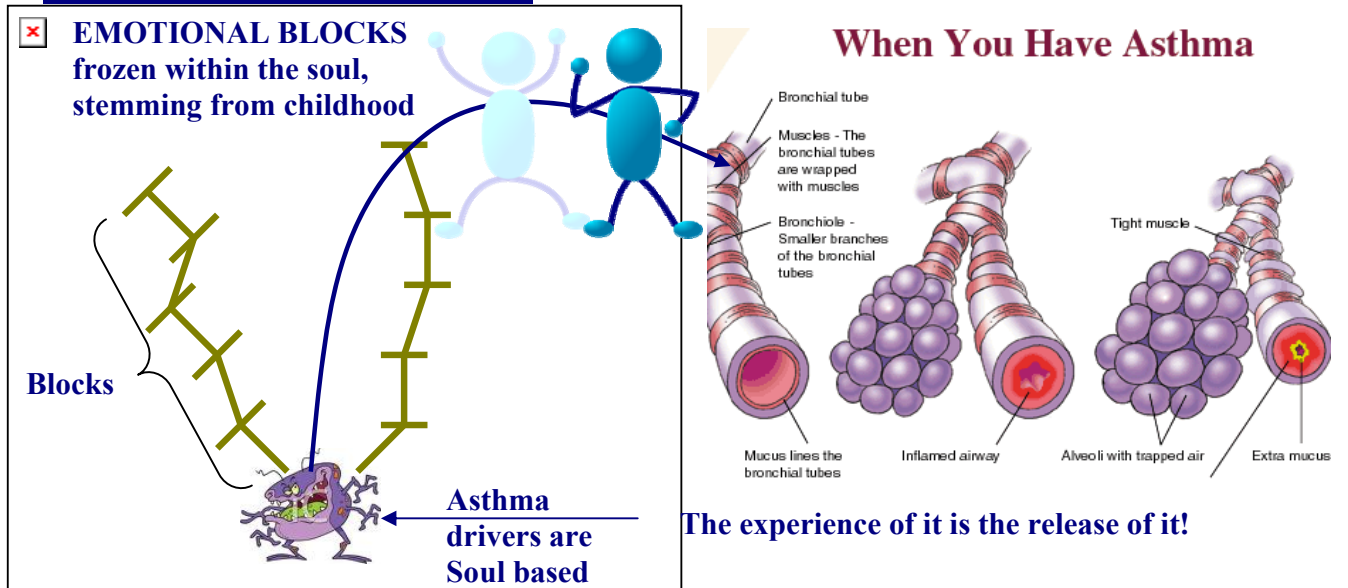 EMOTIONAL BLOCKS
frozen within the soul,
stemming from childhood
Blocks
Asthma
drivers are
Soul based
When You Have Asthma
Bronchial tube
Muscles - The
bronchial tubes
are wrapped
with muscles
Bronchiole -
Smaller branches
of the bronchial
tubes
Tight muscle
Mucus lines the
bronchial tubes
Inflamed airway
Alveoli with trapped air
Extra mucus
The experience of it is the release of it!